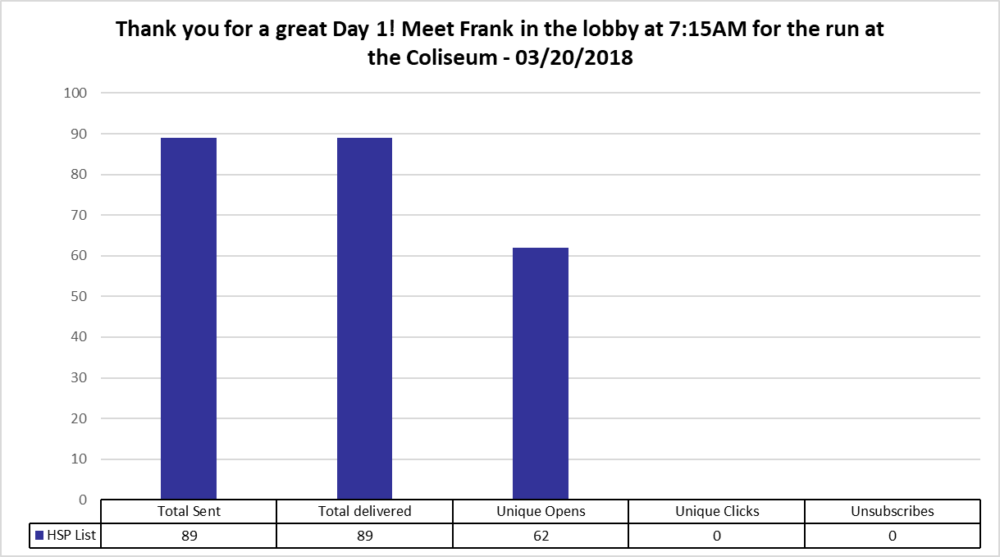 Thank you for a great Day 1! Meet Frank in the lobby at 7:15AM for the run at
the Coliseum - 03/20/2018
100
90
80
70
60
50
40
30
20
10
0
Total Sent Total delivered Unique Opens Unique Clicks Unsubscribes
HSP List 89 89 62 0 0